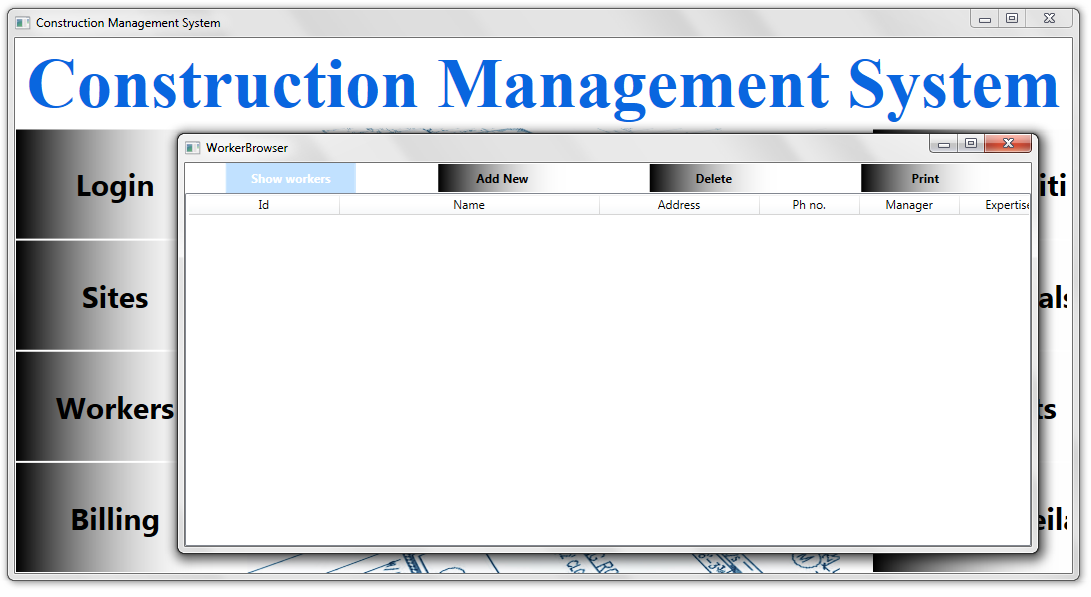 Construction Management System
Construction Management System
WorkerBrowser
Show workers Add New Delete Print
Id Name Address Ph no. Manager Expertise
Login
Sites
Workers
Billing